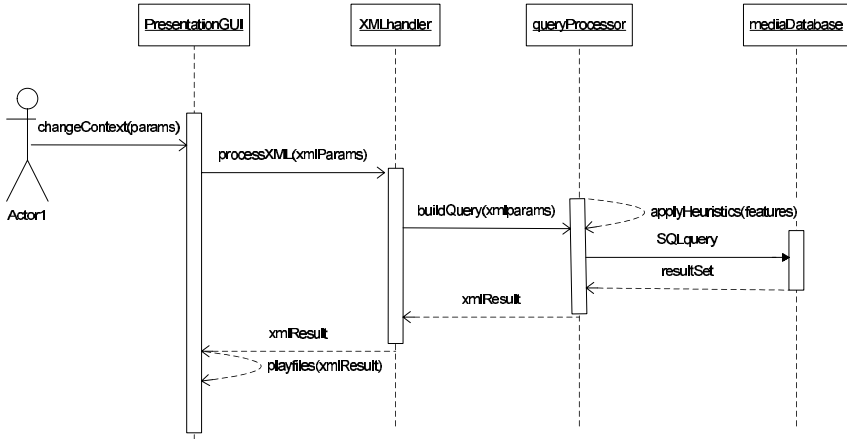 PresentationGUI
XMLhandler
queryProcessor
mediaDatabase
changeContext(params)
processXML(xmlParams)
Actor1
buildQuery(xmlparams)
applyHeuristics(features)
SQLquery
resultSet
xmlResult
xmlResult
playfiles(xmlResult)